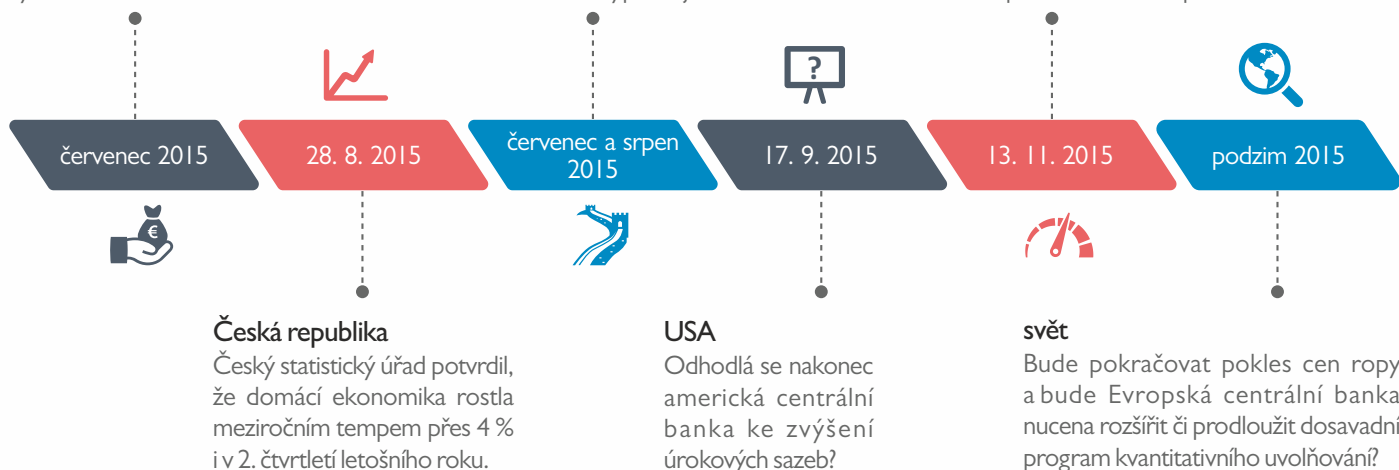 červenec 2015
28. 8. 2015
červenec a srpen
2015
17. 9. 2015
13. 11. 2015
podzim 2015
?
€
Česká republika
Český statistický úřad potvrdil,
že domácí ekonomika rostla
meziročním tempem přes 4 %
i v 2. čtvrtletí letošního roku.
USA
Odhodlá se nakonec
americká centrální
banka ke zvýšení
úrokových sazeb?
svět
Bude pokračovat pokles cen ropy
a bude Evropská centrální banka
nucena rozšířit či prodloužit dosavadní
program kvantitativního uvolňování?